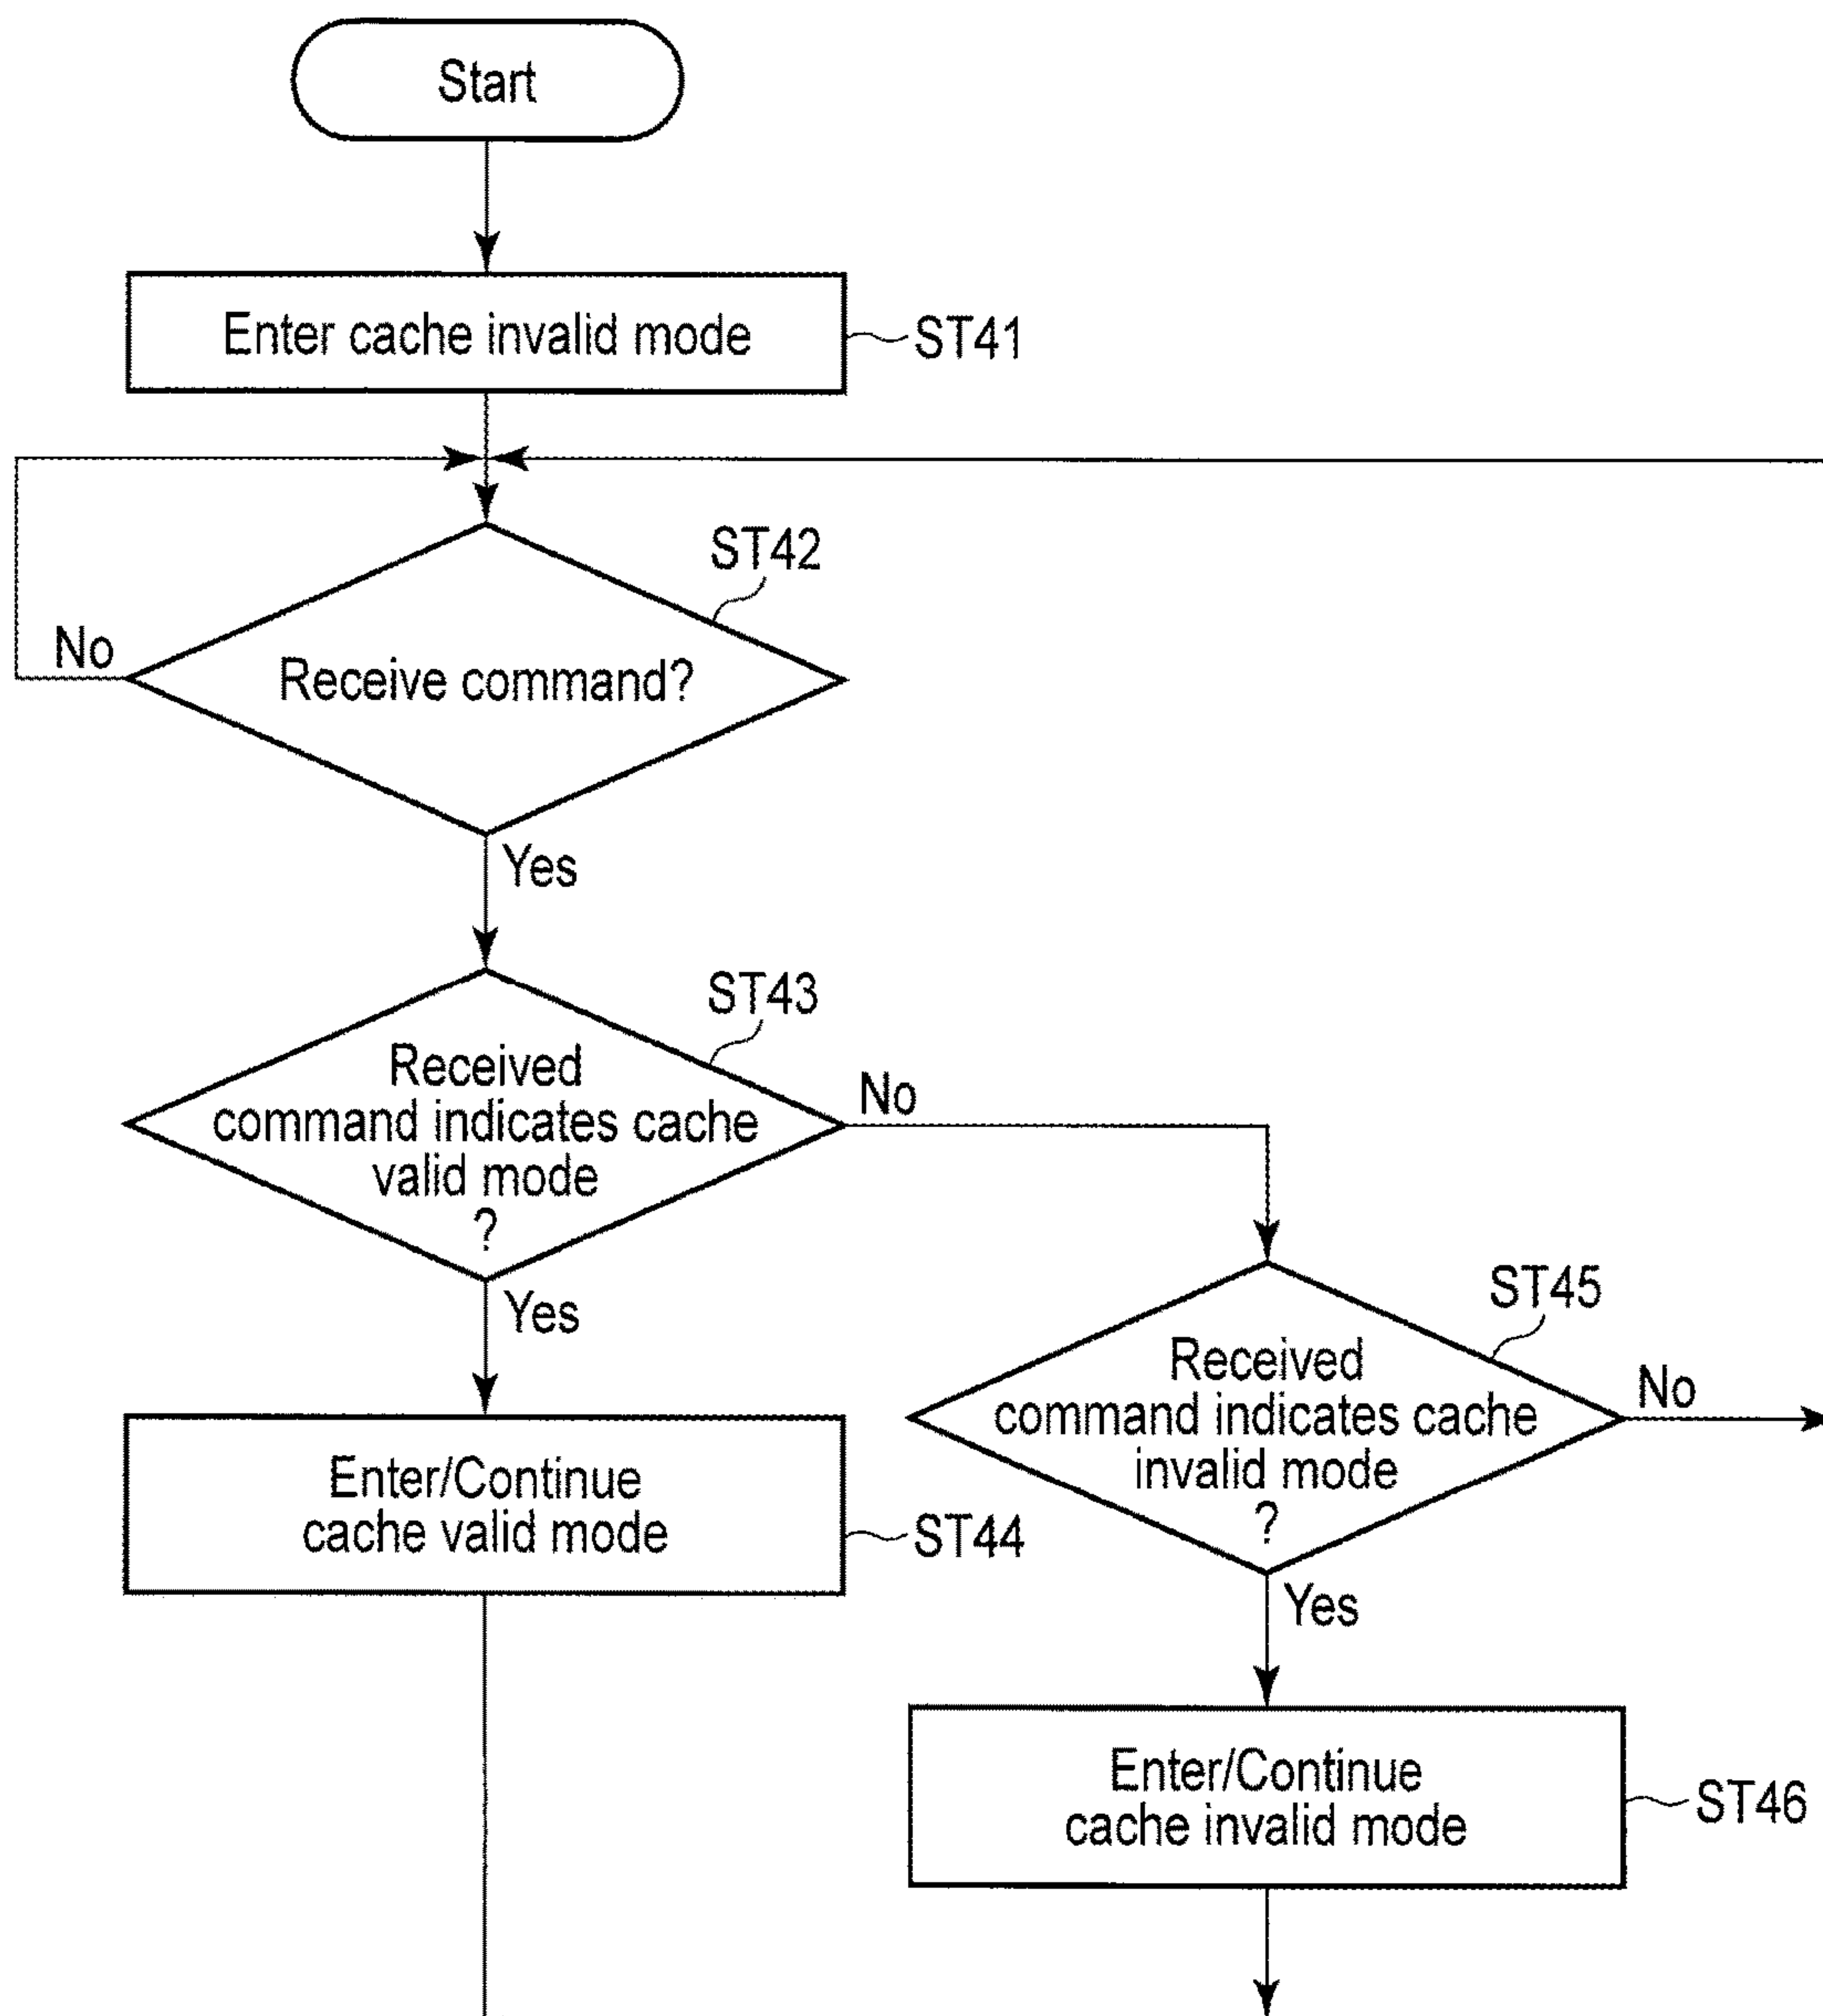 Start
Enter cache invalid mode
ST41
ST42
No
Receive command?
Yes
ST43
Received
command indicates cache
valid mode
?
No
Yes
ST45
Received
command indicates cache
invalid mode
?
No
Yes
Enter/Continue
cache valid mode
ST44
Enter/Continue
cache invalid mode
ST46